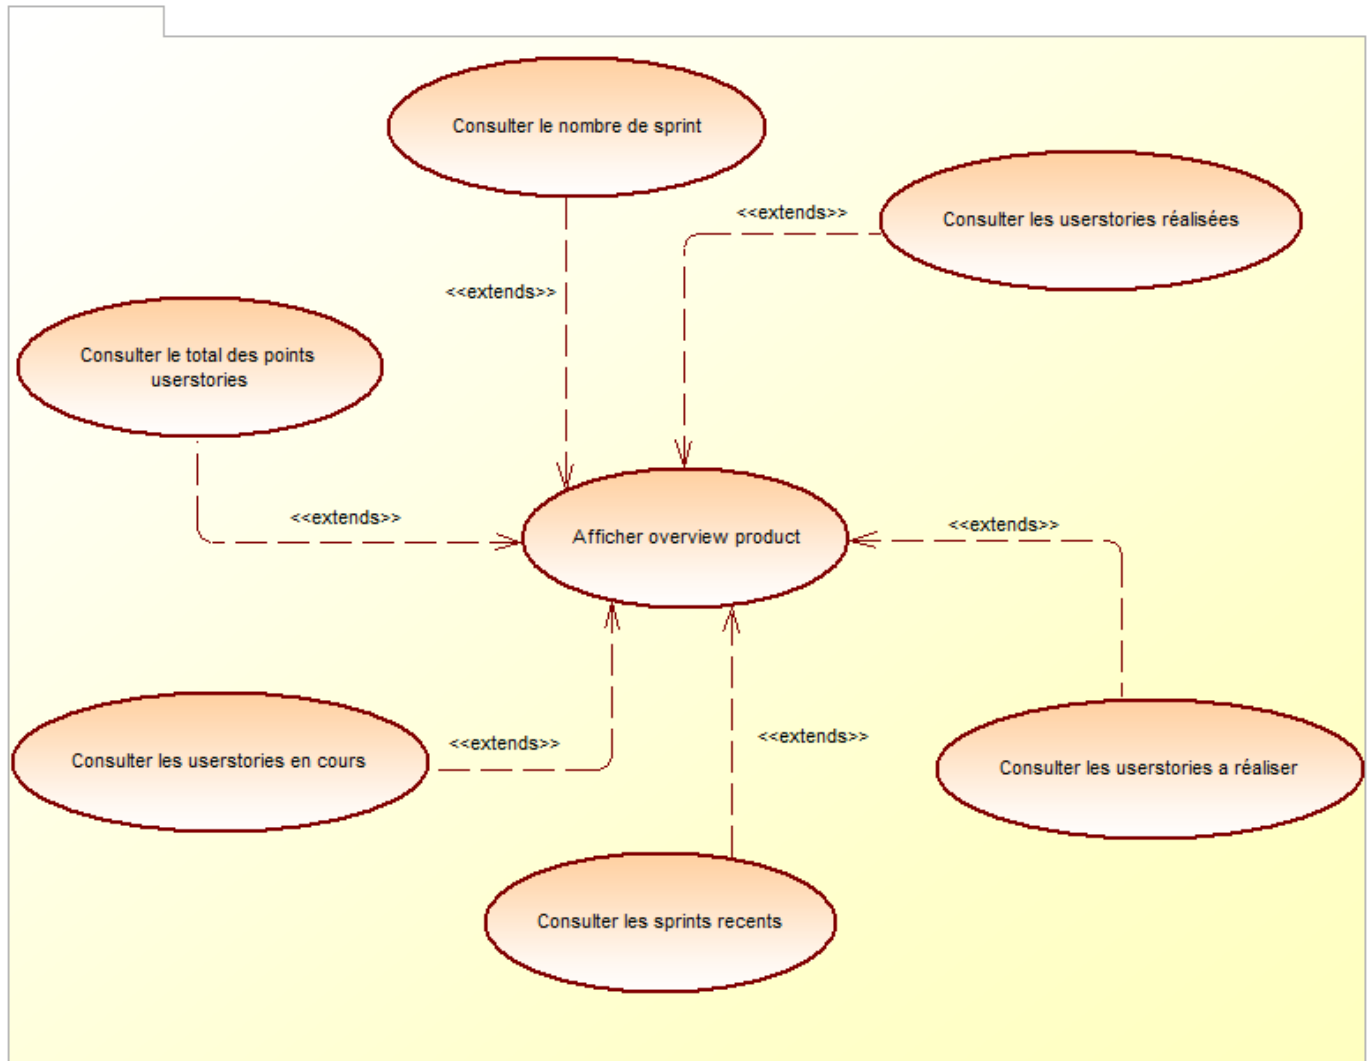 Consulter le nombre de sprint
<<extends>>
Consulter les userstories réalisées
<<extends>>
Consulter le total des points
userstories
<<extends>>
Afficher overview product
<<extends>>
Consulter les userstories en cours
<<extends>>
<<extends>>
Consulter les userstories a réaliser
Consulter les sprints recents